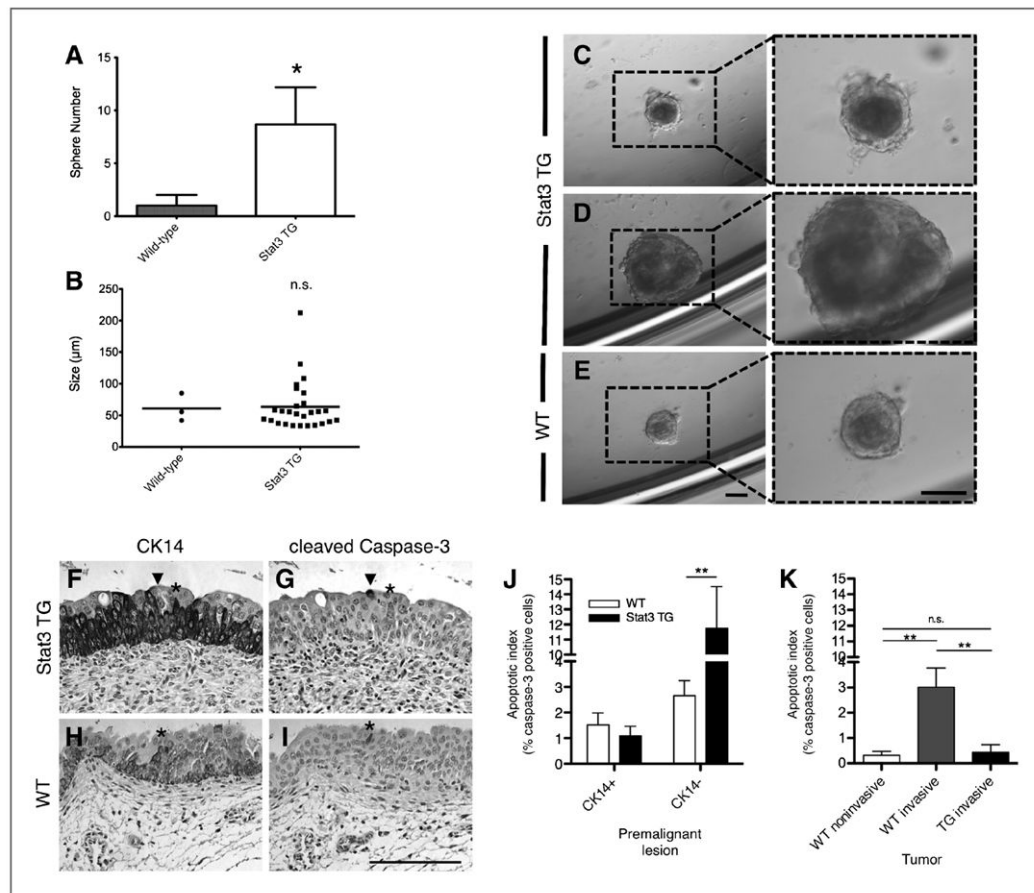 A
15
10
5
0
Sphere Number
*
Wild-type
Stat3 TG
B
n.s.
250
200
150
100
50
0
Size (µm)
Wild-type
Stat3 TG
Stat3 TG
WT
C
D
E
CK14
cleaved Caspase-3
Stat3 TG
WT
F
*
G
*
H
*
I
*
J
**
WT
Stat3 TG
15
14
13
12
11
10
4
3
2
1
0
Apoptotic index
(% caspase-3 positive cells)
CK14+
CK14-
Premalignant
lesion
K
n.s.
**
**
15
14
13
12
11
10
4
3
2
1
0
Apoptotic index
(% caspase-3 positive cells)
WT noninvasive
WT invasive
TG invasive
Tumor